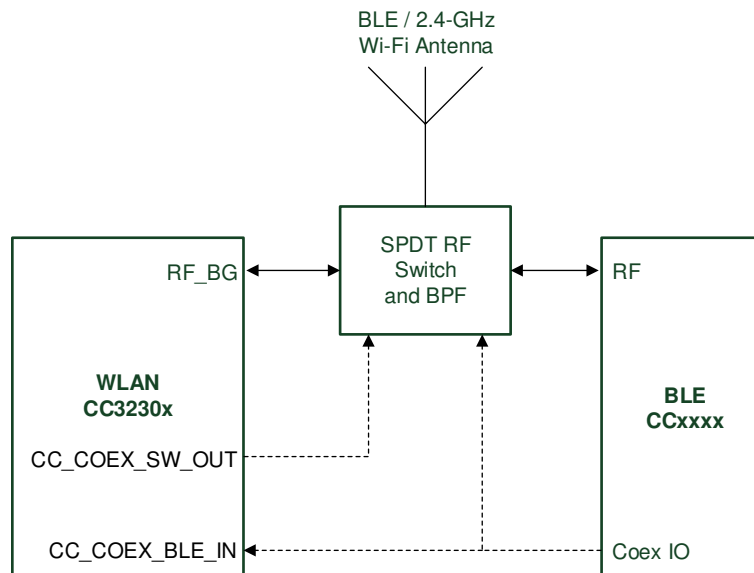 BLE / 2.4-GHz
Wi-Fi Antenna
SPDT RF
Switch
and BPF
RF_BG
RF
WLAN
CC3230x
BLE
CCxxxx
CC_COEX_SW_OUT
CC_COEX_BLE_IN
Coex IO